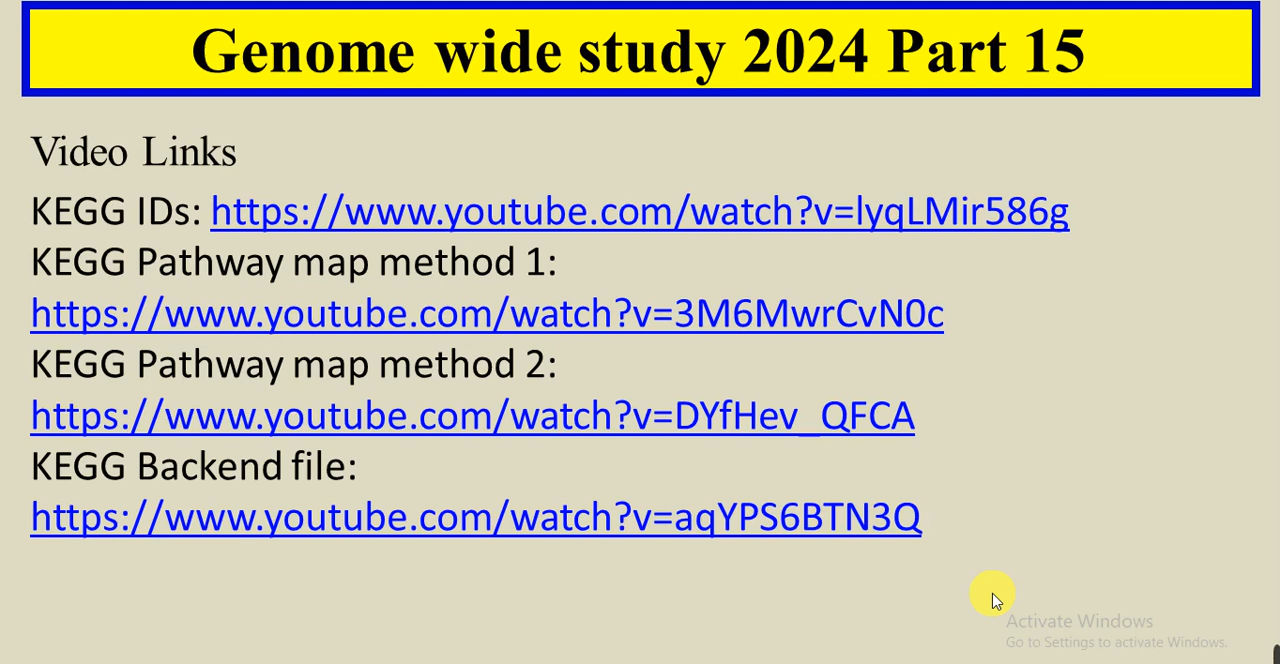 Genome wide study 2024 Part 15
Video Links
KEGG IDs: https://www.youtube.com/watch?v=lyqLMir586g
KEGG Pathway map method 1:
https://www.youtube.com/watch?v=3M6MwrCvN0c
KEGG Pathway map method 2:
https://www.youtube.com/watch?v=DYfHev_QFCA
KEGG Backend file:
https://www.youtube.com/watch?v=aqYPS6BTN3Q
Activate Windows
Go to Settings to activate Windows.